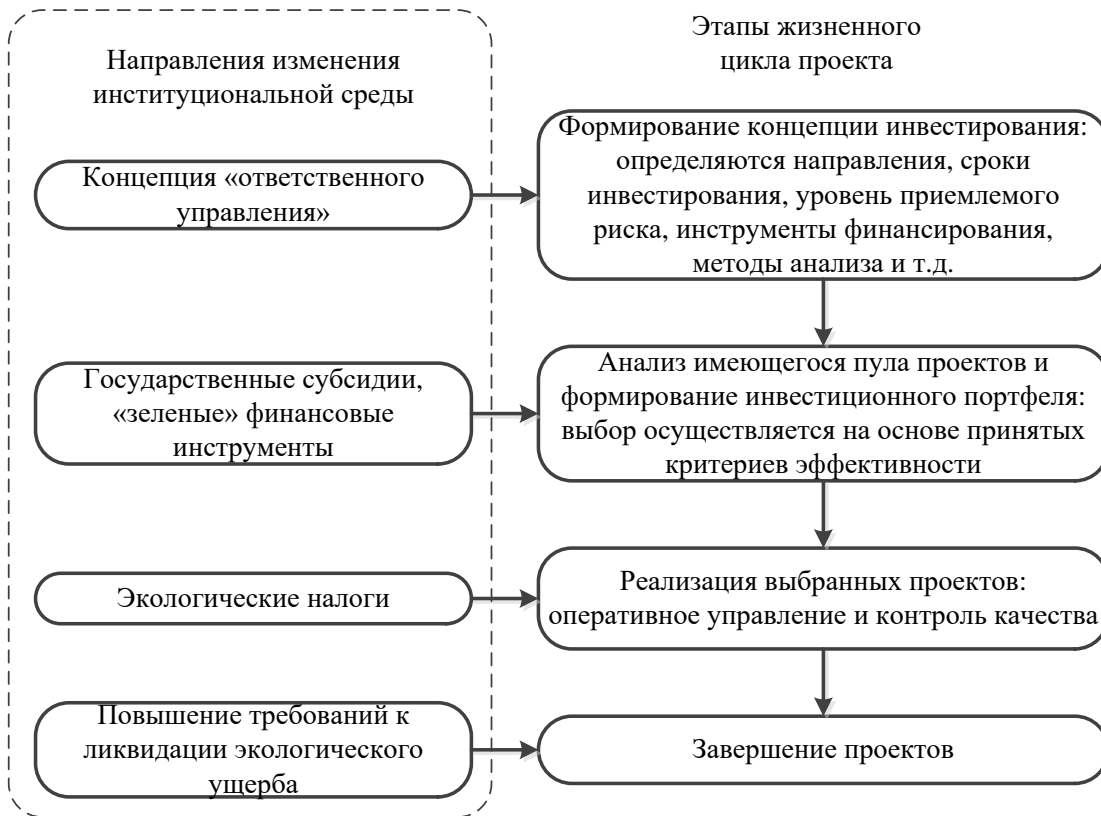 Направления изменения
институциональной среды
Этапы жизненного
цикла проекта
Концепция «ответственного
управления»
Формирование концепции инвестирования:
определяются направления, сроки
инвестирования, уровень приемлемого
риска, инструменты финансирования,
методы анализа и т.д.
Государственные субсидии,
«зеленые» финансовые
инструменты
Анализ имеющегося пула проектов и
формирование инвестиционного портфеля:
выбор осуществляется на основе принятых
критериев эффективности
Экологические налоги
Реализация выбранных проектов:
оперативное управление и контроль качества
Повышение требований к
ликвидации экологического
ущерба
Завершение проектов